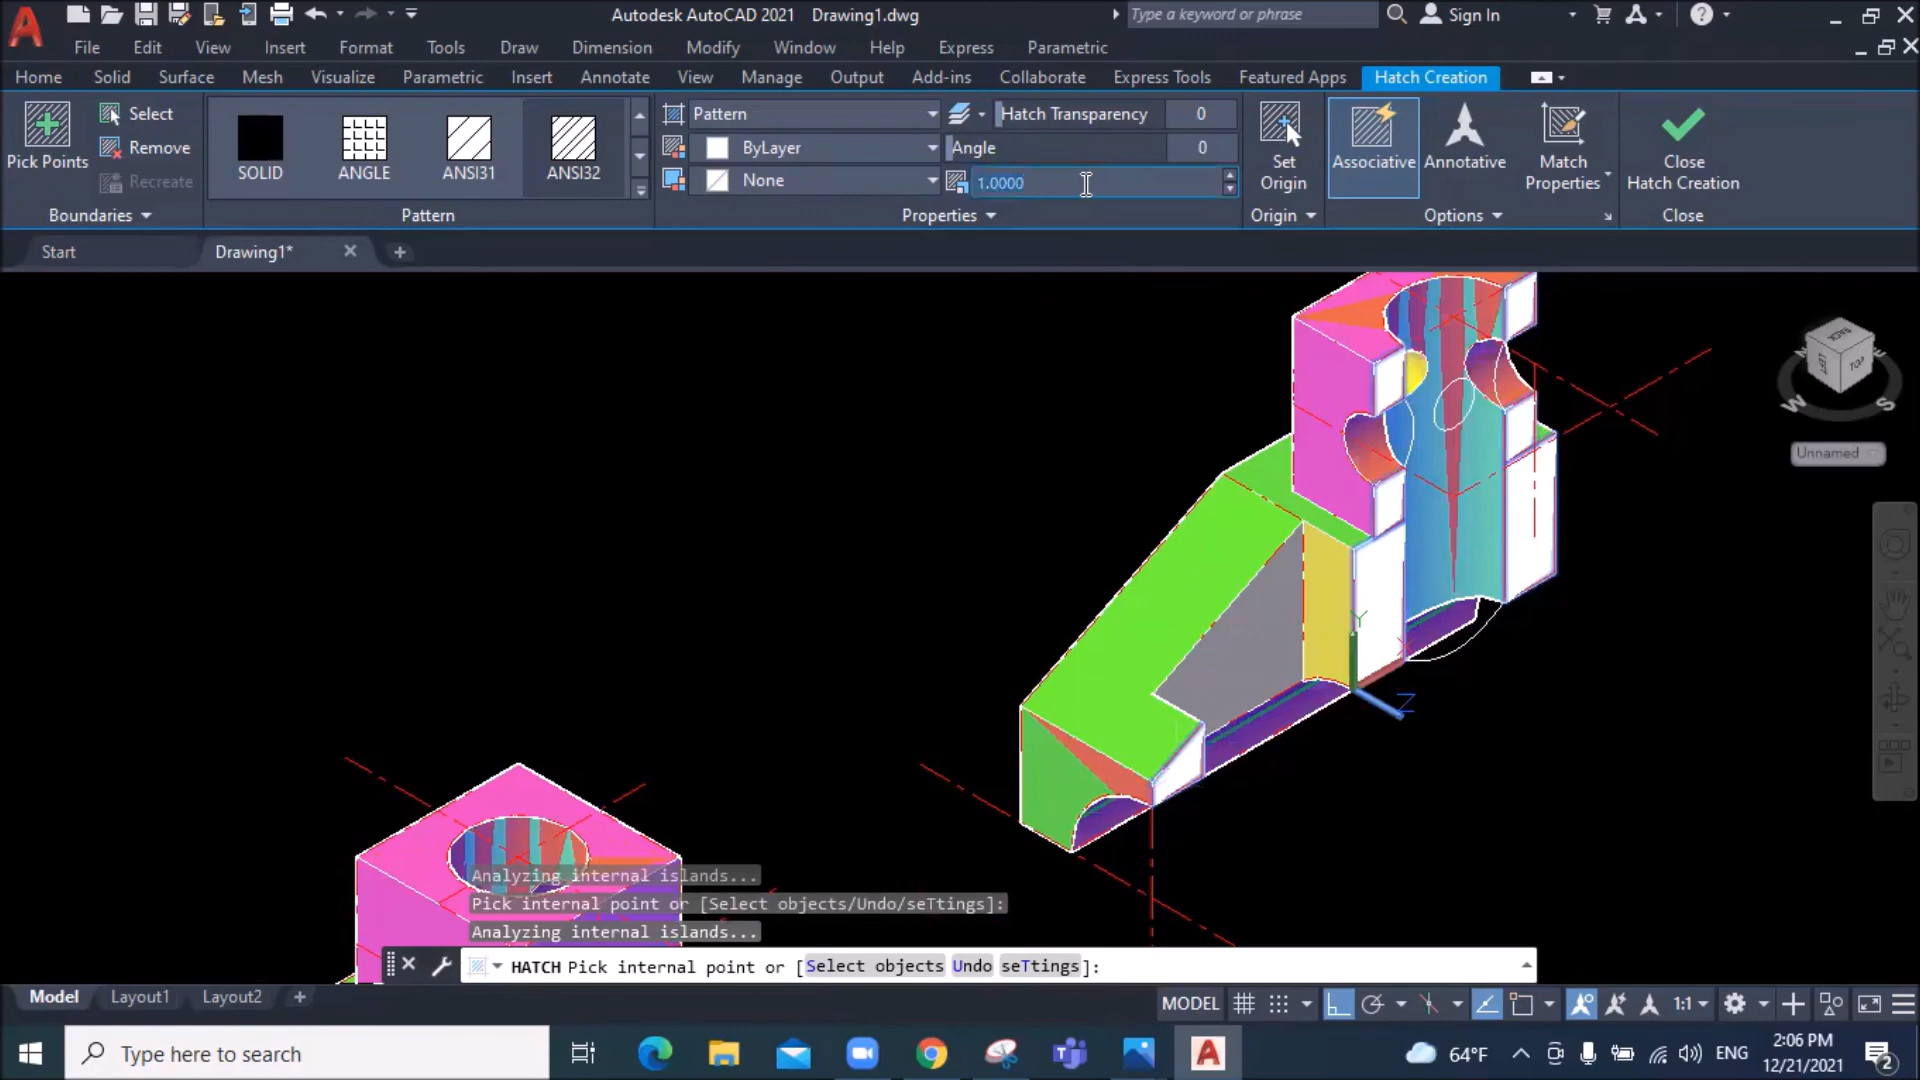 Autodesk AutoCAD 2021 Drawing1.dwg
Type a keyword or phrase
Sign In
File Edit View Insert Format Tools Draw Dimension Modify Window Help Express Parametric
Home Solid Surface Mesh Visualize Parametric Insert Annotate View Manage Output Add-ins Collaborate Express Tools Featured Apps Hatch Creation
Pick Points
Select
Remove
Recreate
Boundaries
SOLID
ANGLE
ANSI31
ANSI32
Pattern
Pattern
ByLayer
None
Hatch Transparency 0
Angle 0
1.0000
Properties
Set
Origin
Origin
Associative
Annotative
Match
Properties
Options
Close
Hatch Creation
Close
Start
Drawing1*
BACK
LEFT
TOP
W
S
Unnamed
Y
Z
Analyzing internal islands...
Pick internal point or [Select objects/Undo/seTtings]:
Analyzing internal islands...
HATCH Pick internal point or [Select objects Undo seTtings]:
Model Layout1 Layout2
MODEL
1:1
Type here to search
64°F
ENG
2:06 PM
12/21/2021
2